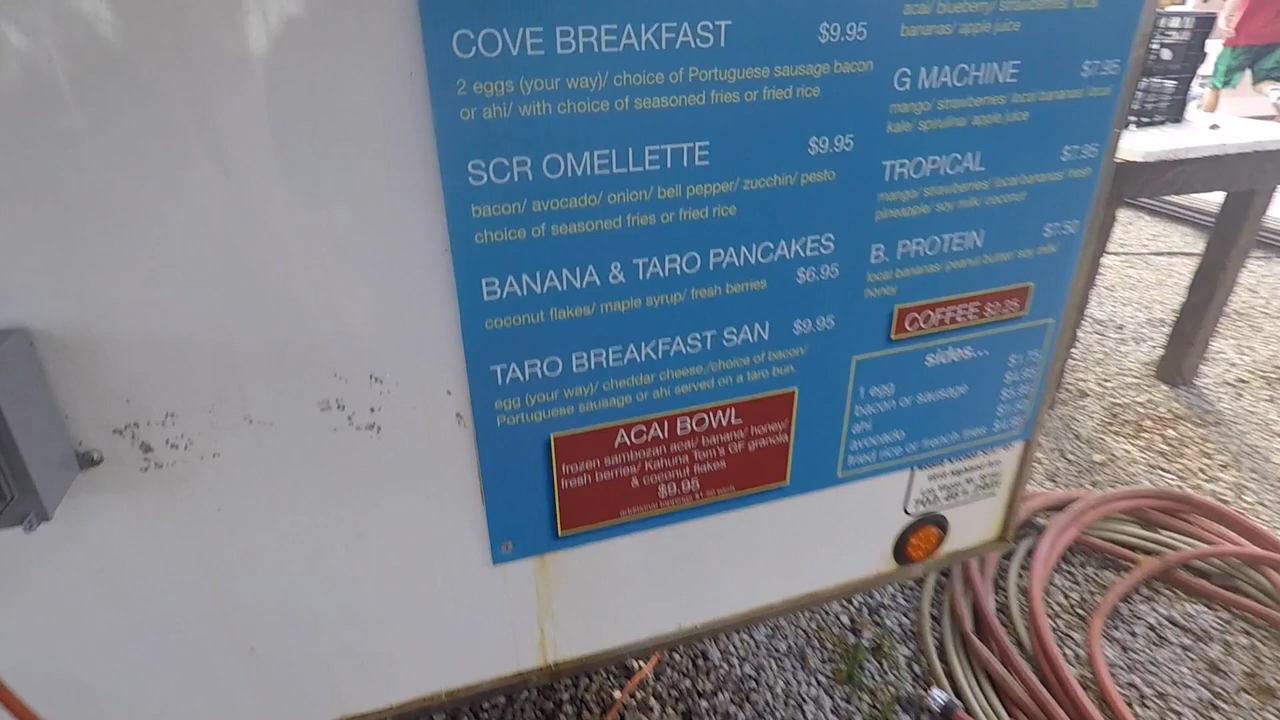 COVE BREAKFAST $9.95
2 eggs (your way)/ choice of Portuguese sausage bacon
or ahi/ with choice of seasoned fries or fried rice
SCR OMELLETTE $9.95
bacon/ avocado/ onion/ bell pepper/ zucchin/ pesto
choice of seasoned fries or fried rice
BANANA & TARO PANCAKES
coconut flakes/ maple syrup/ fresh berries $6.95
TARO BREAKFAST SAN $9.95
egg (your way)/ cheddar cheese,/choice of bacon/
Portuguese sausage or ahi served on a taro bun.
ACAI BOWL
frozen sambozan acai/ banana/ honey/
fresh berries/ Kahuna Tom's GF granola
& coconut flakes
$9.95
additional toppings
acai/ blueberry/ strawberries/ local
bananas/ apple juice
G MACHINE $7.95
mango/ strawberries/ local bananas/ local
kale/ spirulina/ apple juice
TROPICAL $7.95
mango/ strawberries/ local bananas/ fresh
pineapple/ soy milk/ coconut
B. PROTEIN $7.50
local bananas/ peanut butter/ soy milk/
honey
COFFEE
sides...
1 egg $1.75
bacon or sausage
ahi
avocado
fried rice or french fries